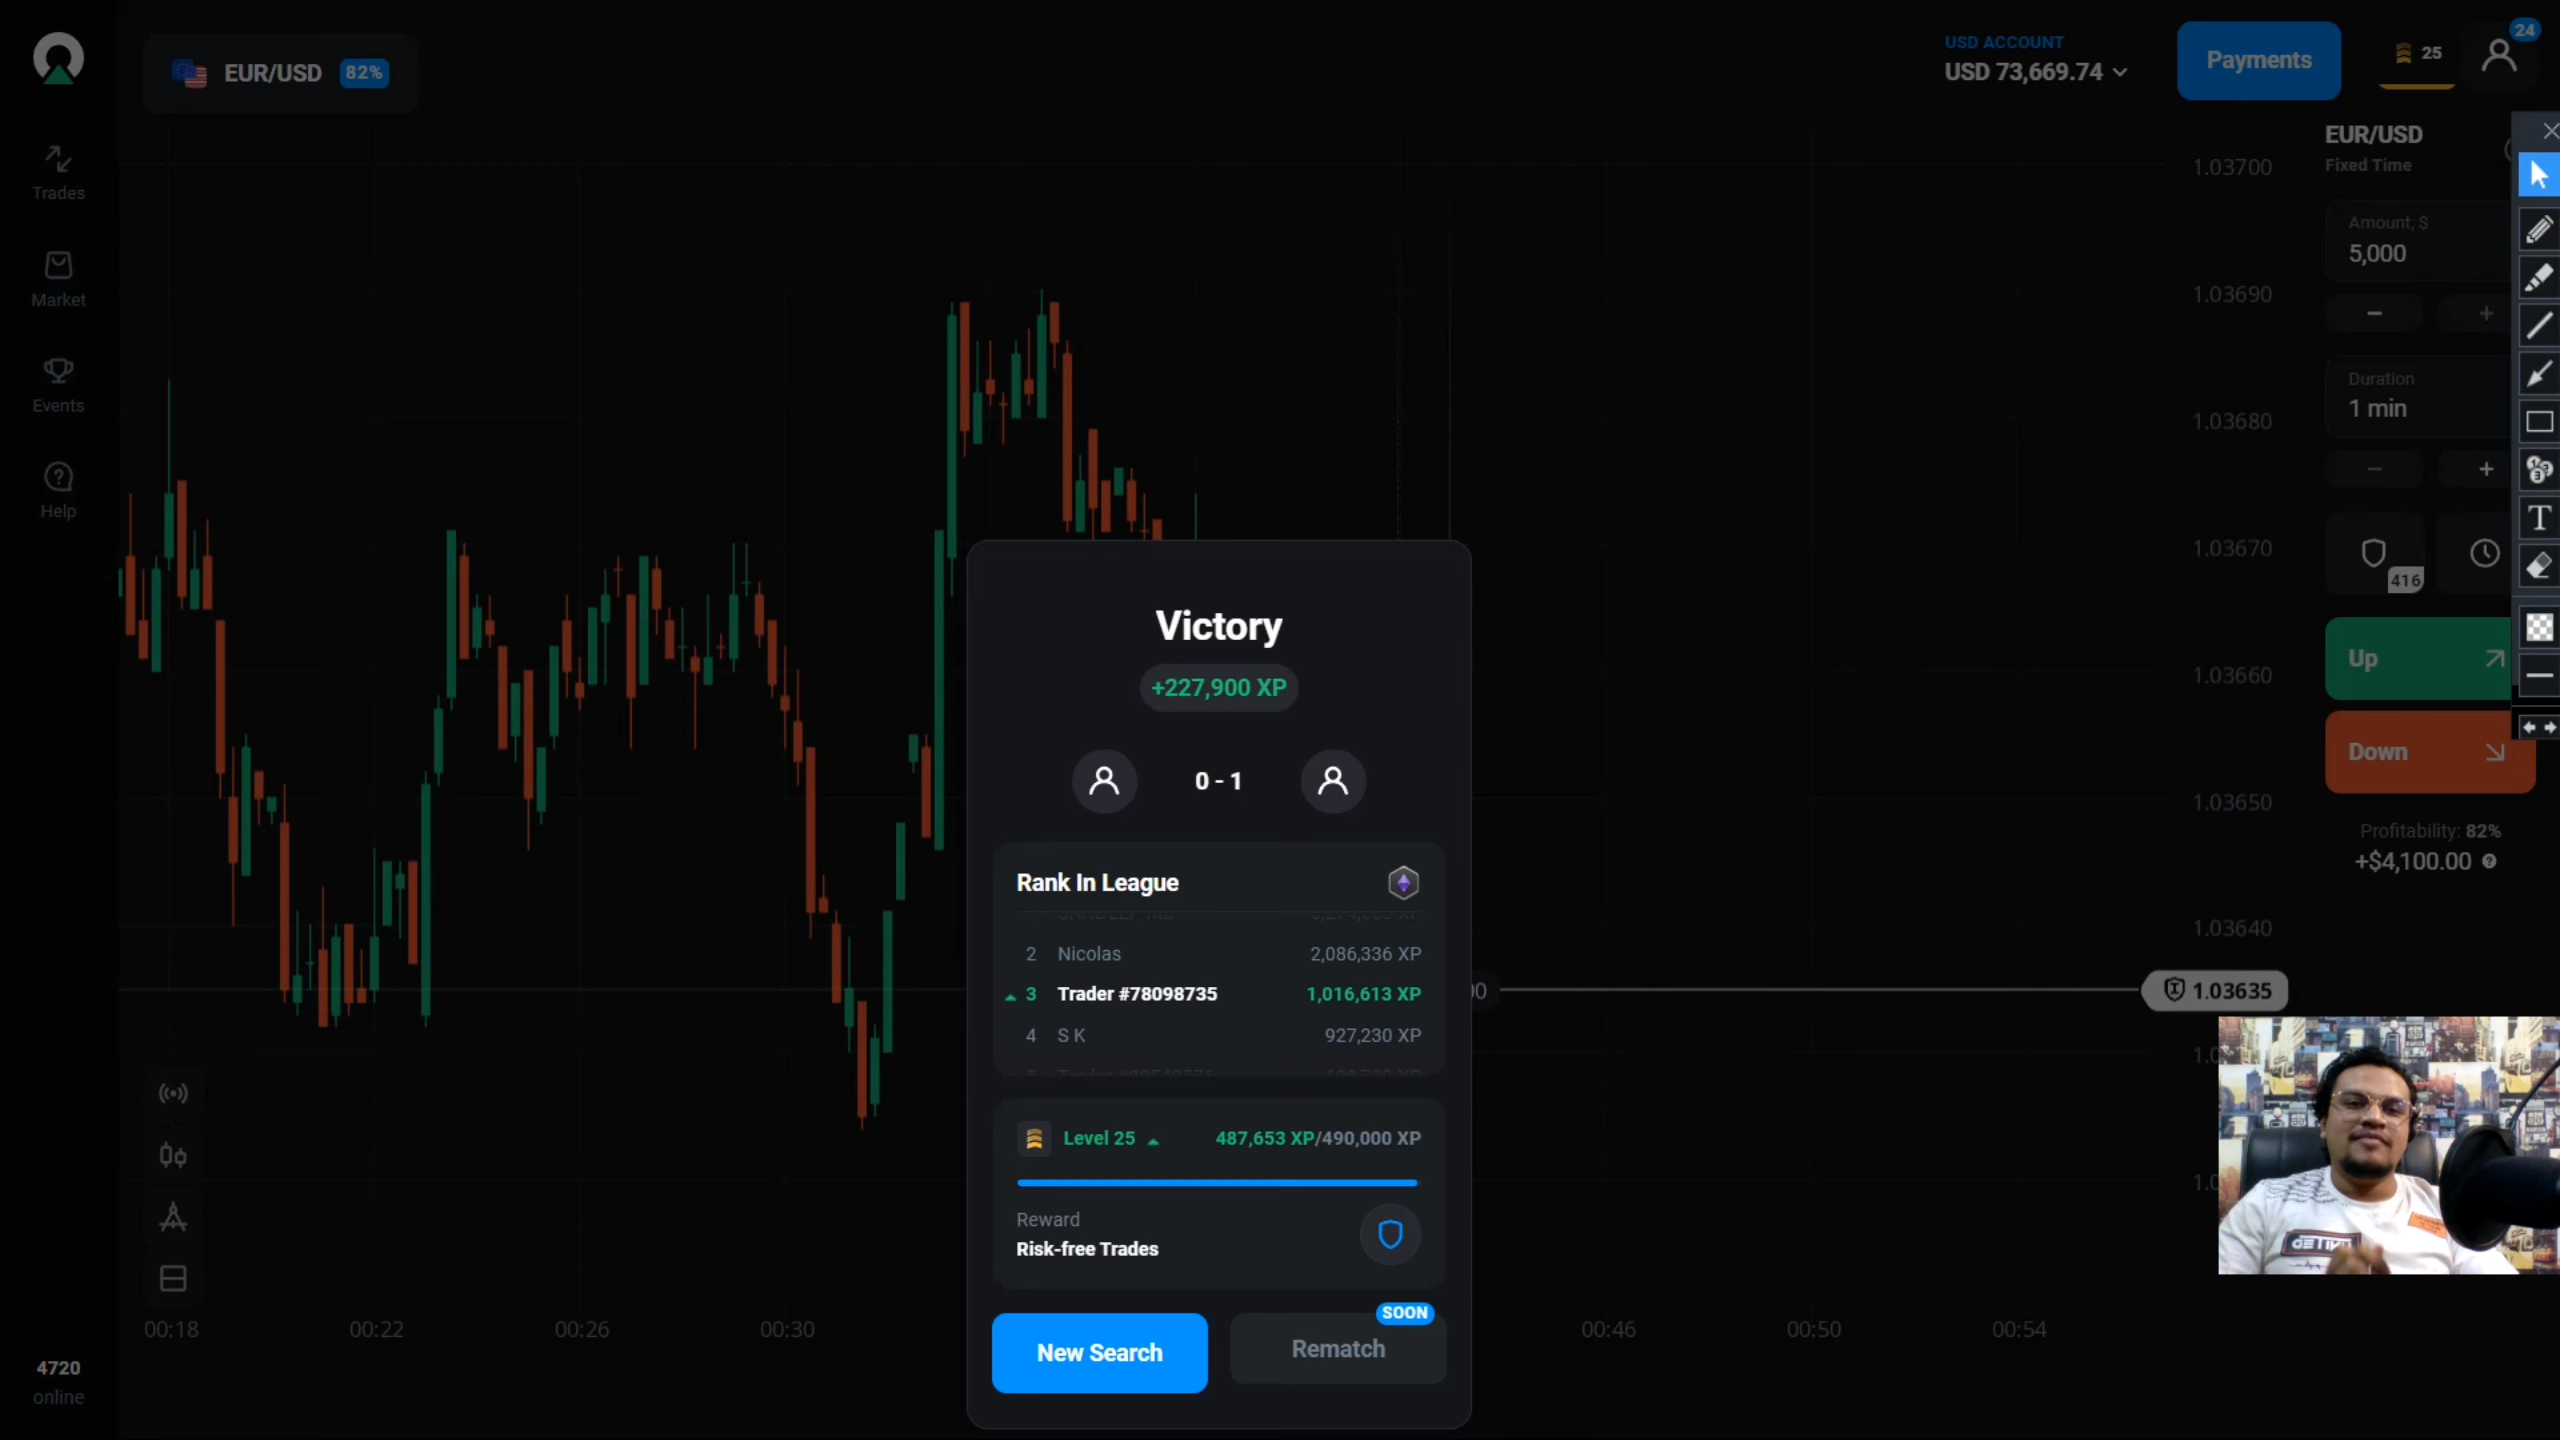 EUR/USD 82%
USD ACCOUNT
USD 73,669.74
Payments
25
24
Trades
Market
Events
Help
4720
online
EUR/USD
Fixed Time
Amount, $
5,000
Duration
1 min
416
Up
Down
Profitability: 82%
+$4,100.00
1.03700
1.03690
1.03680
1.03670
1.03660
1.03650
1.03640
1.03635
Victory
+227,900 XP
0 - 1
Rank In League
2 Nicolas 2,086,336 XP
3 Trader #78098735 1,016,613 XP
4 S K 927,230 XP
Level 25 487,653 XP/490,000 XP
Reward
Risk-free Trades
New Search
SOON
Rematch
00:18 00:22 00:26 00:30 00:46 00:50 00:54
T